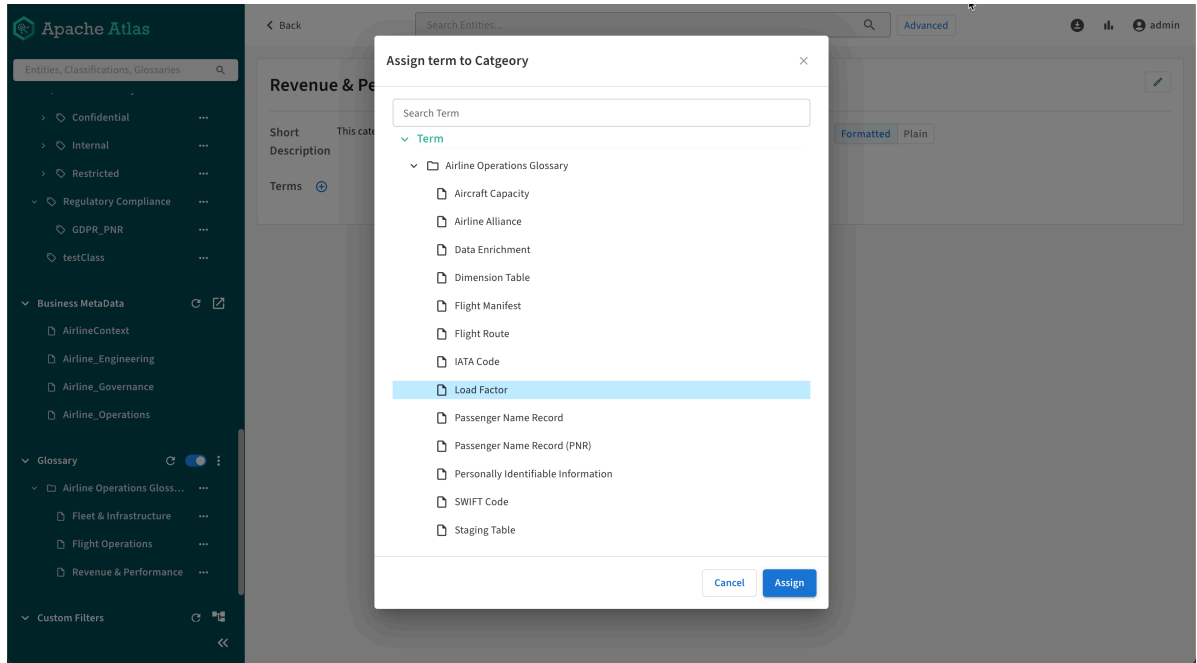 Apache Atlas
Entities, Classifications, Glossaries
Confidential
Internal
Restricted
Regulatory Compliance
GDPR_PNR
testClass
Business MetaData
AirlineContext
Airline_Engineering
Airline_Governance
Airline_Operations
Glossary
Airline Operations Gloss...
Fleet & Infrastructure
Flight Operations
Revenue & Performance
Custom Filters
Back
Search Entities...
Advanced
admin
Revenue & Pe
Short
Description
This cate
Formatted
Plain
Terms
Assign term to Catgeory
Search Term
Term
Airline Operations Glossary
Aircraft Capacity
Airline Alliance
Data Enrichment
Dimension Table
Flight Manifest
Flight Route
IATA Code
Load Factor
Passenger Name Record
Passenger Name Record (PNR)
Personally Identifiable Information
SWIFT Code
Staging Table
Cancel
Assign